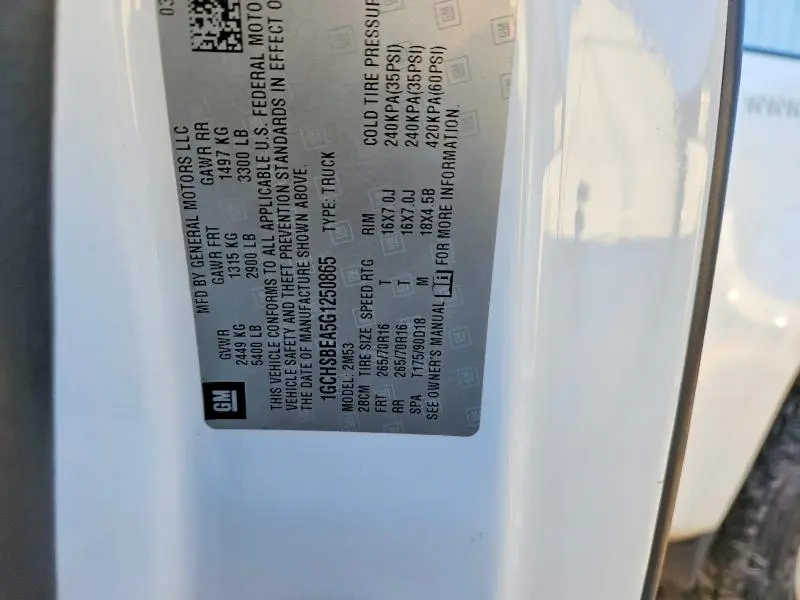 03
MFD BY GENERAL MOTORS LLC
GVWR GAWR FRT GAWR RR
2449 KG 1315 KG 1497 KG
5400 LB 2900 LB 3300 LB
THIS VEHICLE CONFORMS TO ALL APPLICABLE U.S. FEDERAL MOTO
VEHICLE SAFETY AND THEFT PREVENTION STANDARDS IN EFFECT O
THE DATE OF MANUFACTURE SHOWN ABOVE.
1GCHSBEA5G1250865 TYPE: TRUCK
MODEL: 2M53
2BCM TIRE SIZE SPEED RTG RIM COLD TIRE PRESSUR
FRT 265/70R16 T 16X7.0J 240KPA(35PSI)
RR 265/70R16 T 16X7.0J 240KPA(35PSI)
SPA T175/90D18 M 18X4.5B 420KPA(60PSI)
SEE OWNER'S MANUAL i FOR MORE INFORMATION.
GM
www.